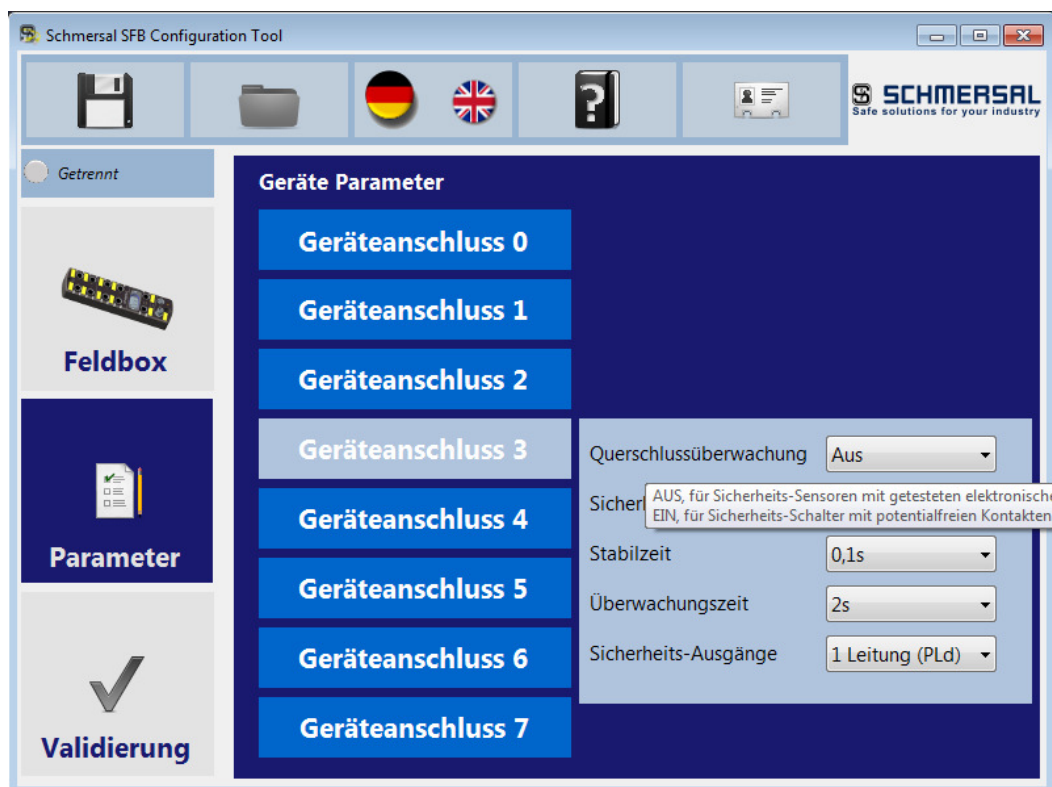 Schmersal SFB Configuration Tool
?
SCHMERSAL
Safe solutions for your industry
Getrennt
Feldbox
Parameter
Validierung
Geräte Parameter
Geräteanschluss 0
Geräteanschluss 1
Geräteanschluss 2
Geräteanschluss 3
Geräteanschluss 4
Geräteanschluss 5
Geräteanschluss 6
Geräteanschluss 7
Querschlussüberwachung Aus
AUS, für Sicherheits-Sensoren mit getesteten
EIN, für Sicherheits-Schalter mit potentialfreien Kontakten
Stabilzeit 0,1s
Überwachungszeit 2s
Sicherheits-Ausgänge 1 Leitung (PLd)